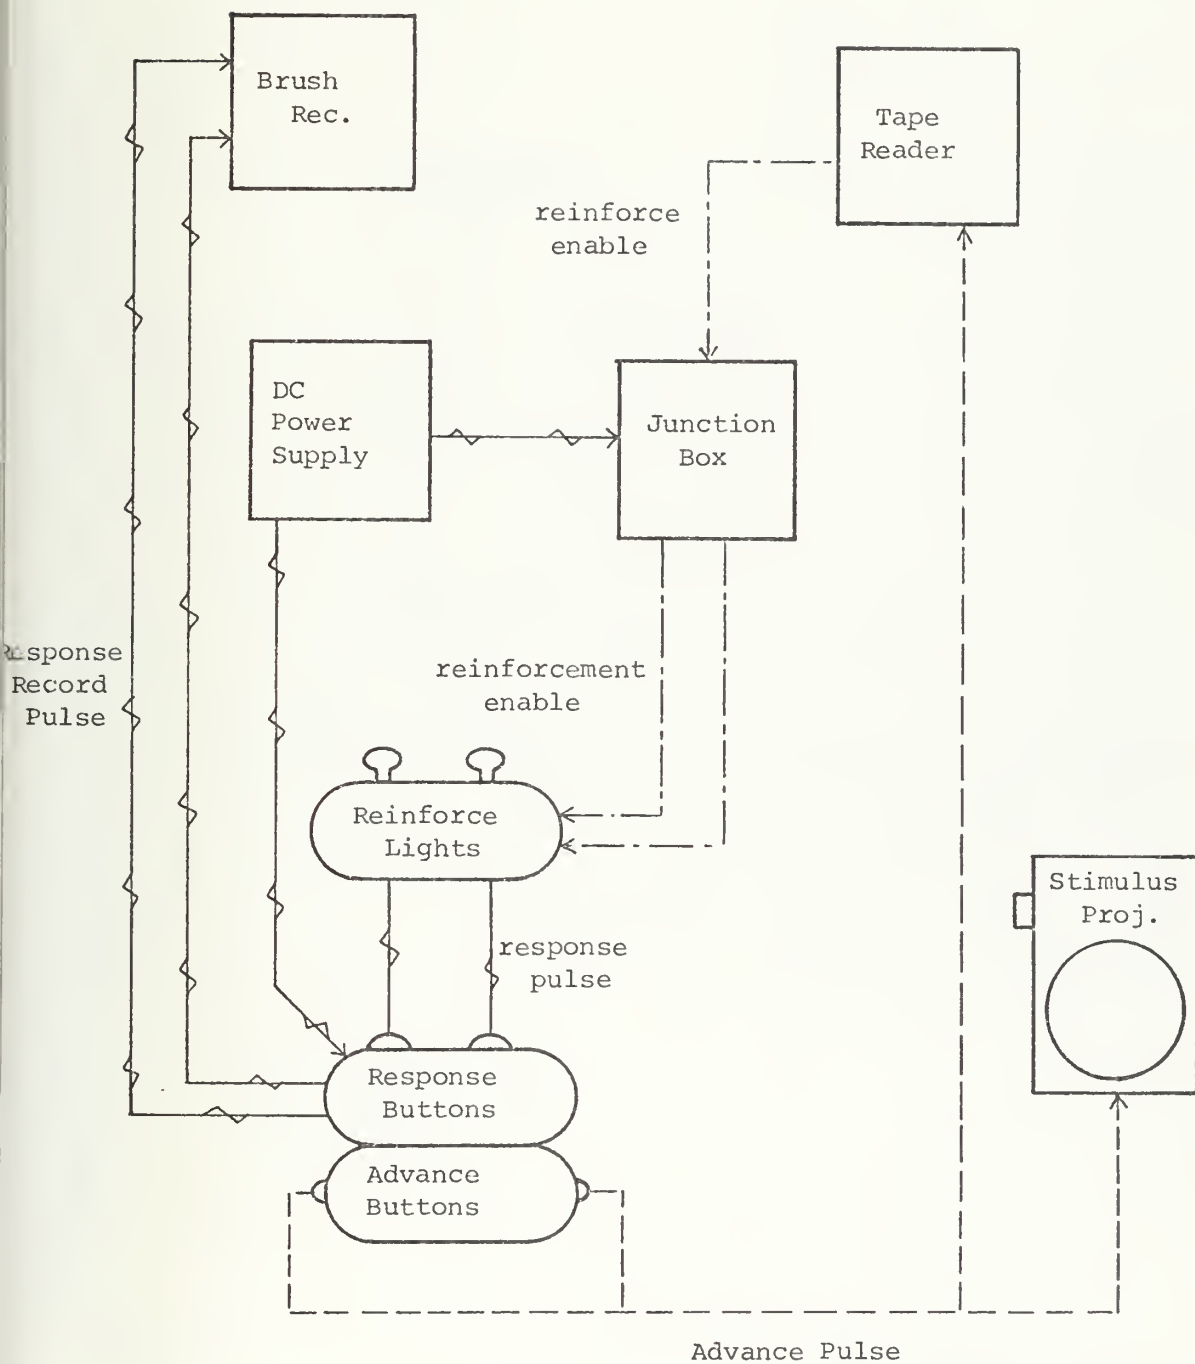 Brush
Rec.
Tape
Reader
reinforce
enable
DC
Power
Supply
Junction
Box
Response
Record
Pulse
reinforcement
enable
Reinforce
Lights
Stimulus
Proj.
response
pulse
Response
Buttons
Advance
Buttons
Advance Pulse